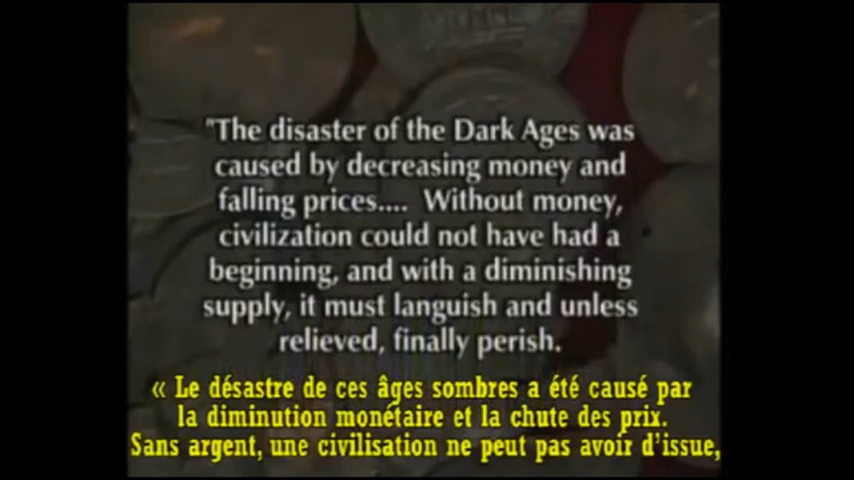 "The disaster of the Dark Ages was
caused by decreasing money and
falling prices.... Without money,
civilization could not have had a
beginning, and with a diminishing
supply, it must languish and unless
relieved, finally perish.
« Le désastre de ces âges sombres a été causé par
la diminution monétaire et la chute des prix.
Sans argent, une civilisation ne peut pas avoir d'issue,